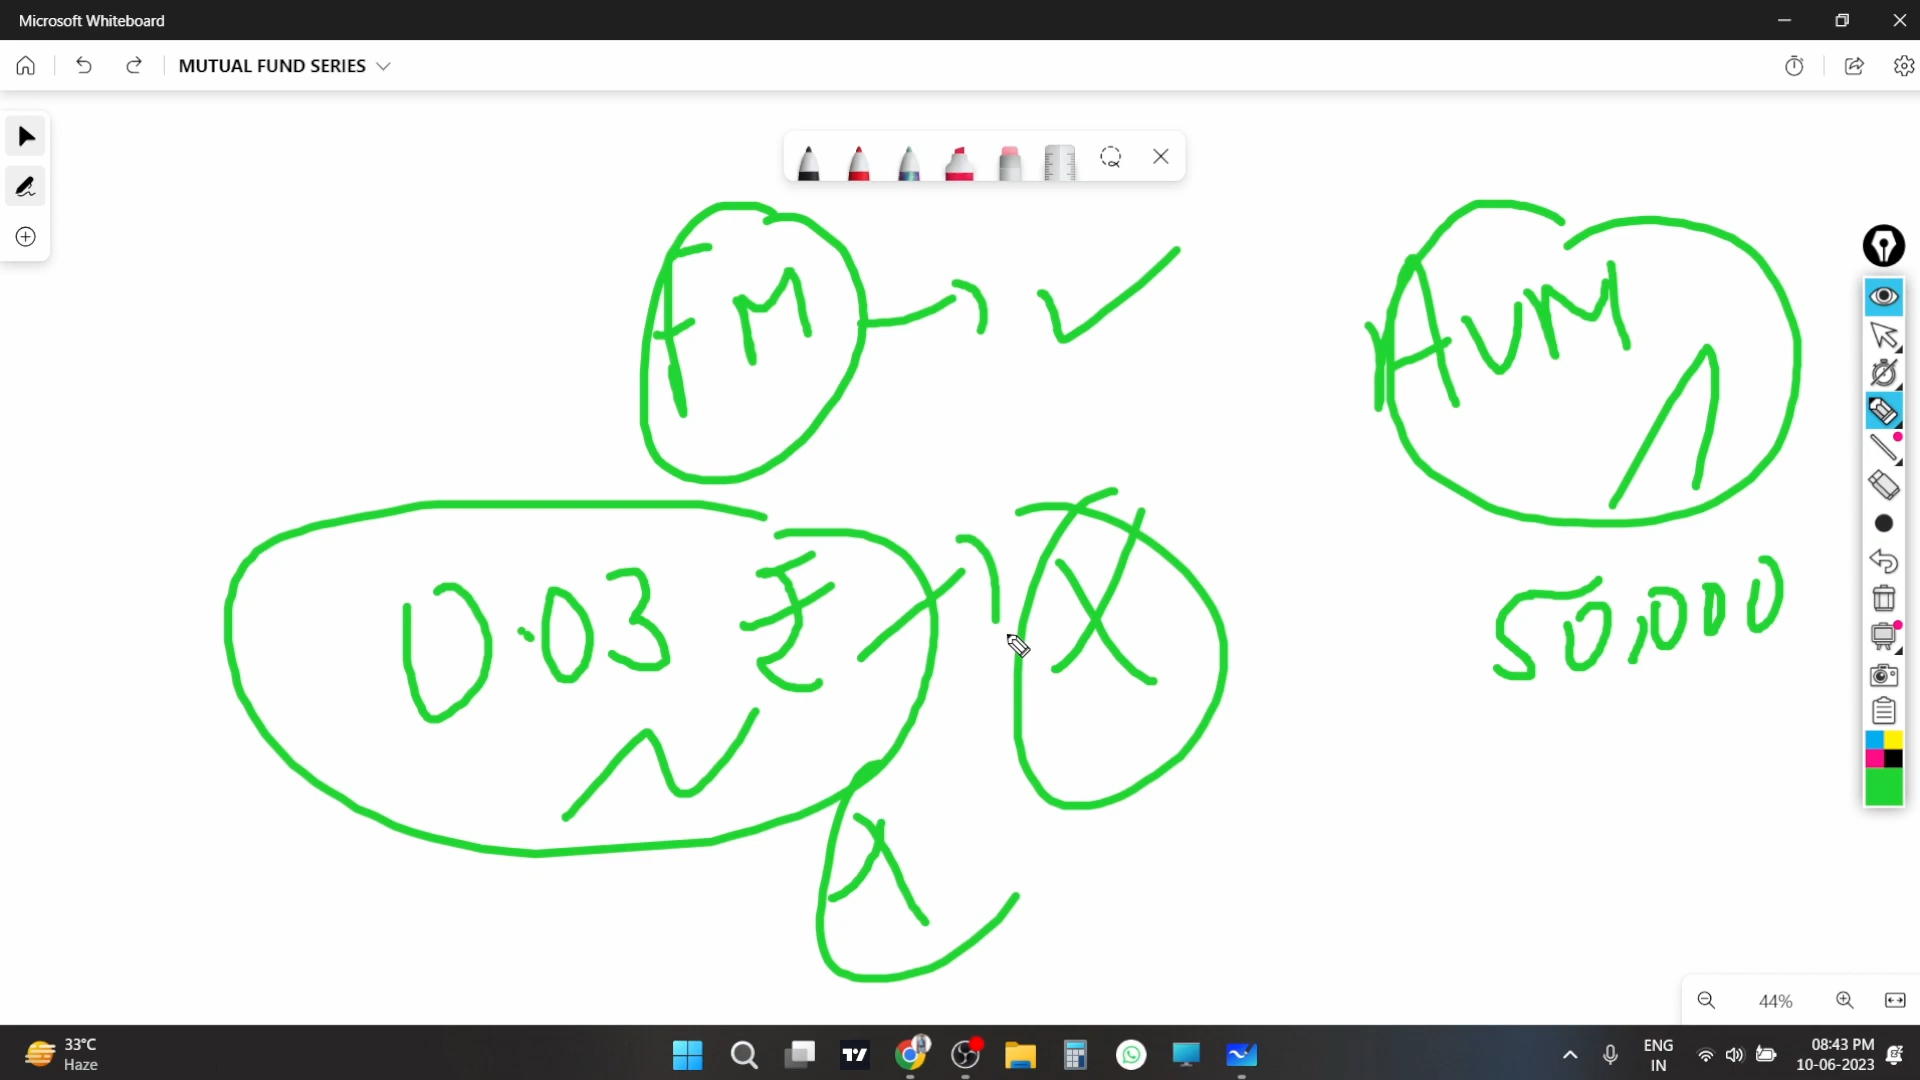 Microsoft Whiteboard
MUTUAL FUND SERIES
FM
AUM
0.03 ₹
X
50,000
X
44%
33°C
Haze
ENG
IN
08:43 PM
10-06-2023